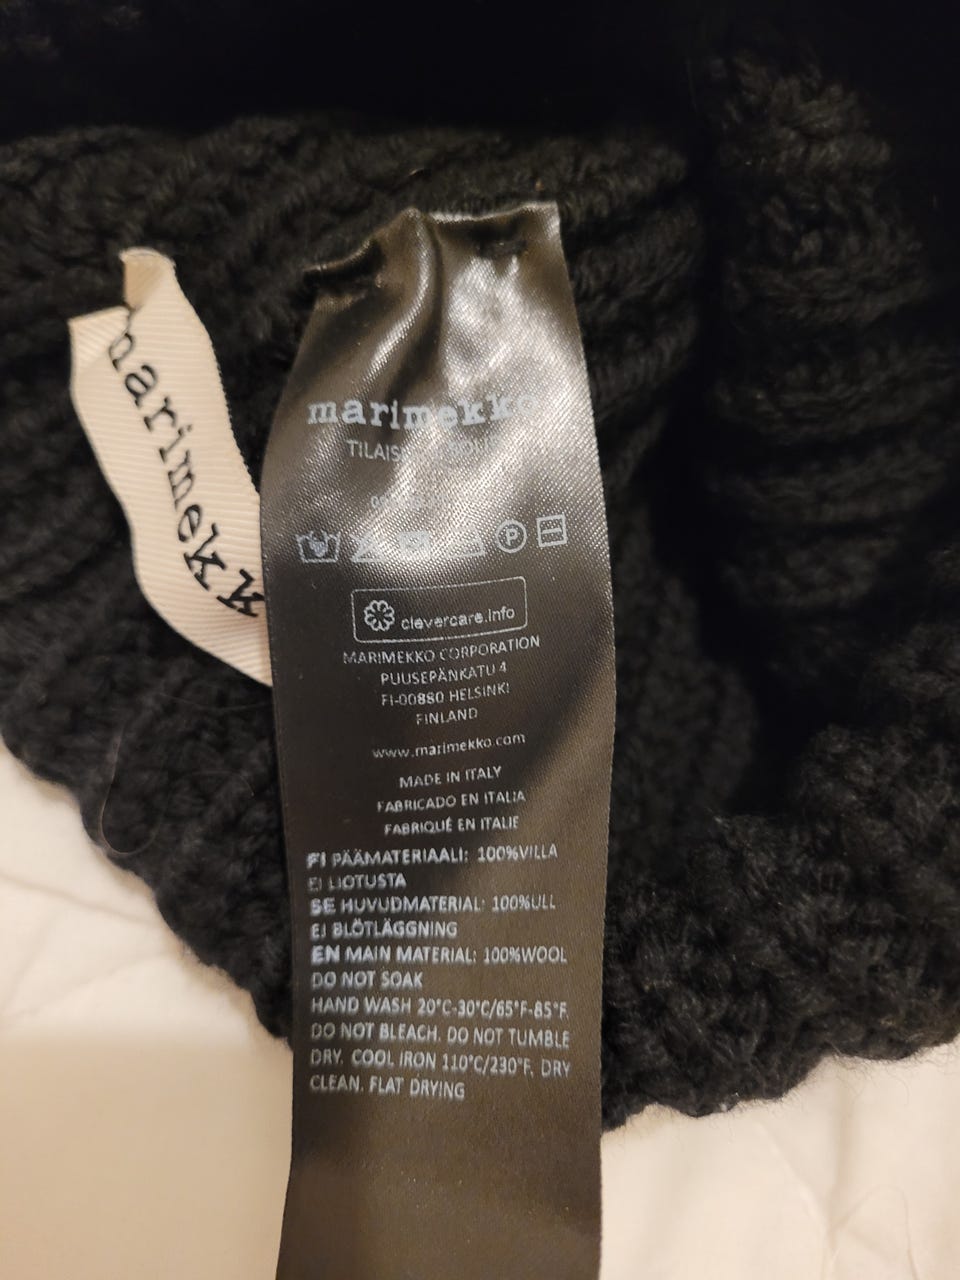 marimekk
marimekko
clevercare.info
MARIMEKKO CORPORATION
PUUSEPÄNKATU 4
FI-00880 HELSINKI
FINLAND
www.marimekko.com
MADE IN ITALY
FABRICADO EN ITALIA
FABRIQUÉ EN ITALIE
FI PÄÄMATERIAALI: 100%VILLA
EI LIOTUSTA
SE HUVUDMATERIAL: 100%ULL
EJ BLÖTLÄGGNING
EN MAIN MATERIAL: 100%WOOL
DO NOT SOAK
HAND WASH 20°C-30°C/65°F-85°F.
DO NOT BLEACH. DO NOT TUMBLE
DRY. COOL IRON 110°C/230°F. DRY
CLEAN. FLAT DRYING